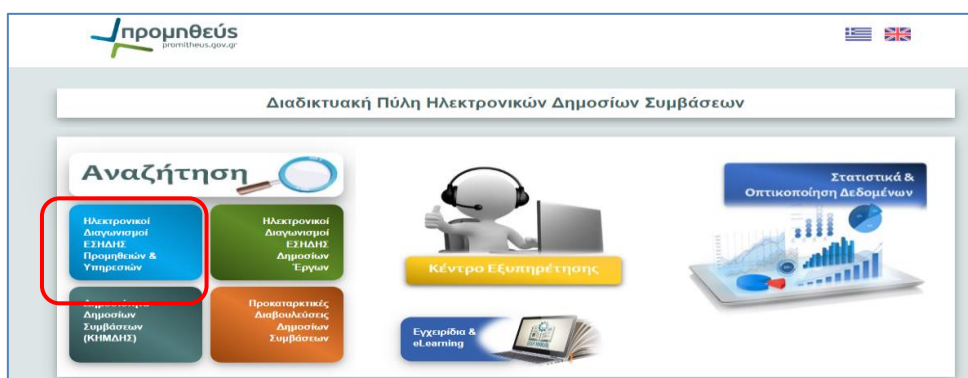 προμηθεύς
promitheus.gov.gr
Διαδικτυακή Πύλη Ηλεκτρονικών Δημοσίων Συμβάσεων
Αναζήτηση
Ηλεκτρονικοί
Διαγωνισμοί
ΕΣΗΔΗΣ
Προμηθειών &
Υπηρεσιών
Ηλεκτρονικοί
Διαγωνισμοί
ΕΣΗΔΗΣ
Δημοσίων
Έργων
Δημοσιότητα
Δημοσίων
Συμβάσεων
(ΚΗΜΔΗΣ)
Προκαταρκτικές
Διαβουλεύσεις
Δημοσίων
Συμβάσεων
Κέντρο Εξυπηρέτησης
Εγχειρίδια &
eLearning
Στατιστικά &
Οπτικοποίηση Δεδομένων